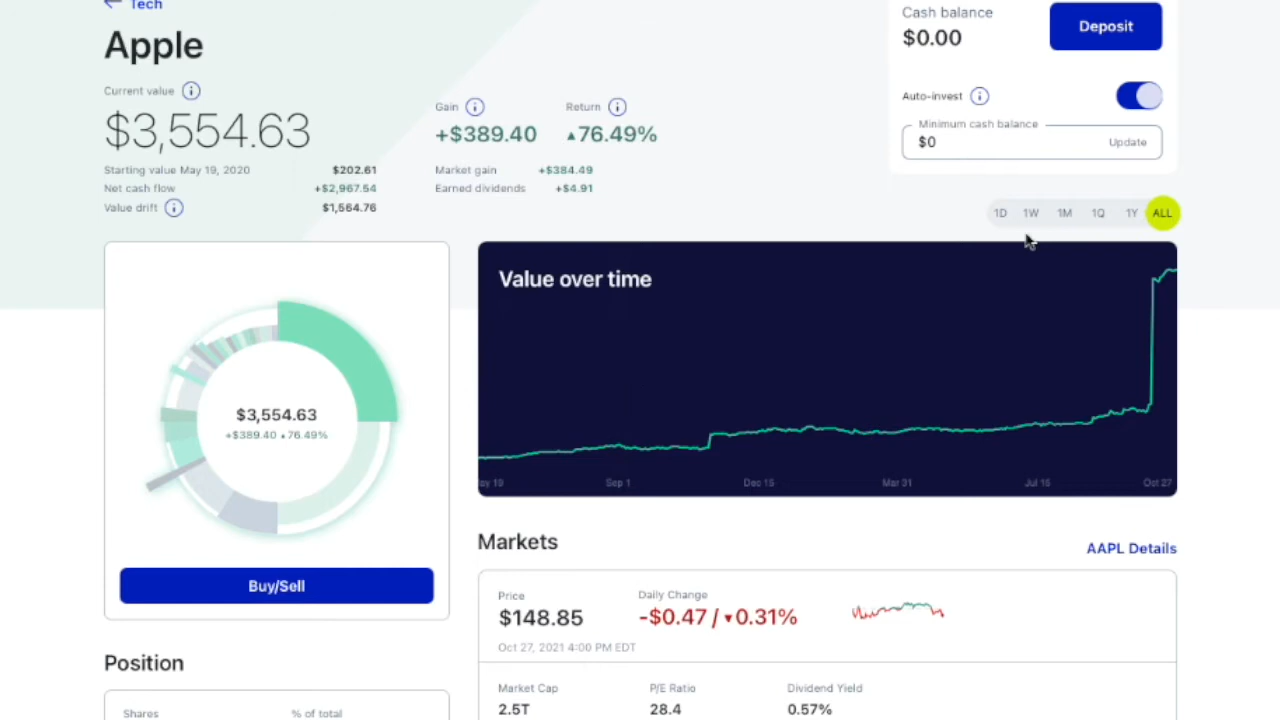 Tech
Apple
Current value
$3,554.63
Starting value May 19, 2020 $202.61
Net cash flow +$2,967.54
Value drift $1,564.76
Gain Return
+$389.40 ▲76.49%
Market gain +$384.49
Earned dividends +$4.91
Cash balance
$0.00
Deposit
Auto-invest
Minimum cash balance
$0 Update
1D 1W 1M 1Q 1Y ALL
$3,554.63
+$389.40 ▲76.49%
Buy/Sell
Value over time
ay 19 Sep 1 Dec 15 Mar 31 Jul 15 Oct 27
Markets
AAPL Details
Price Daily Change
$148.85 -$0.47 / ▼0.31%
Oct 27, 2021 4:00 PM EDT
Market Cap P/E Ratio Dividend Yield
2.5T 28.4 0.57%
Position
Shares % of total